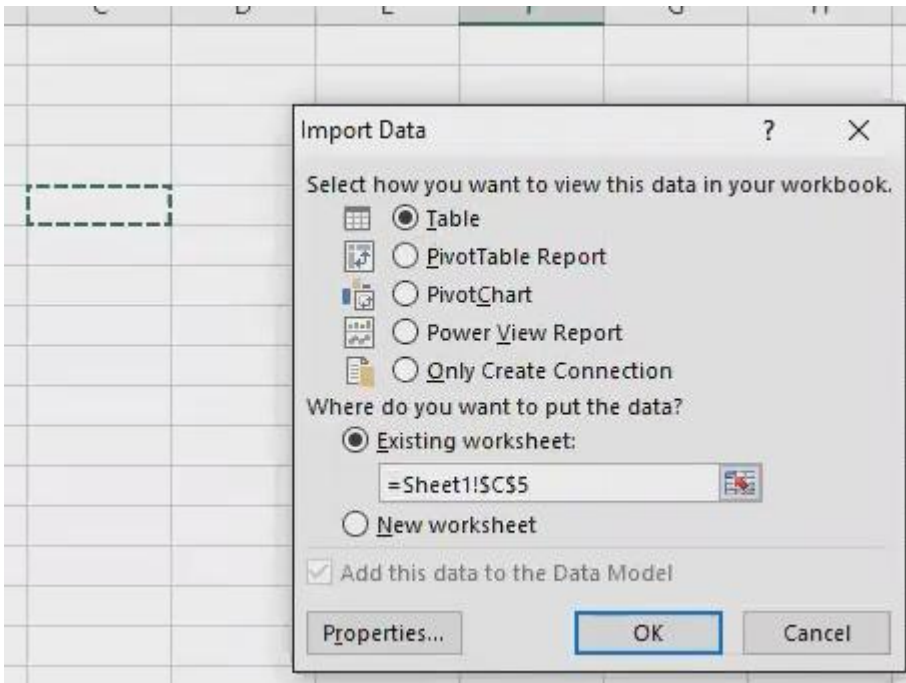 Import Data ?
Select how you want to view this data in your workbook.
Table
PivotTable Report
PivotChart
Power View Report
Only Create Connection
Where do you want to put the data?
Existing worksheet:
=Sheet1!$C$5
New worksheet
Add this data to the Data Model
Properties...
OK
Cancel